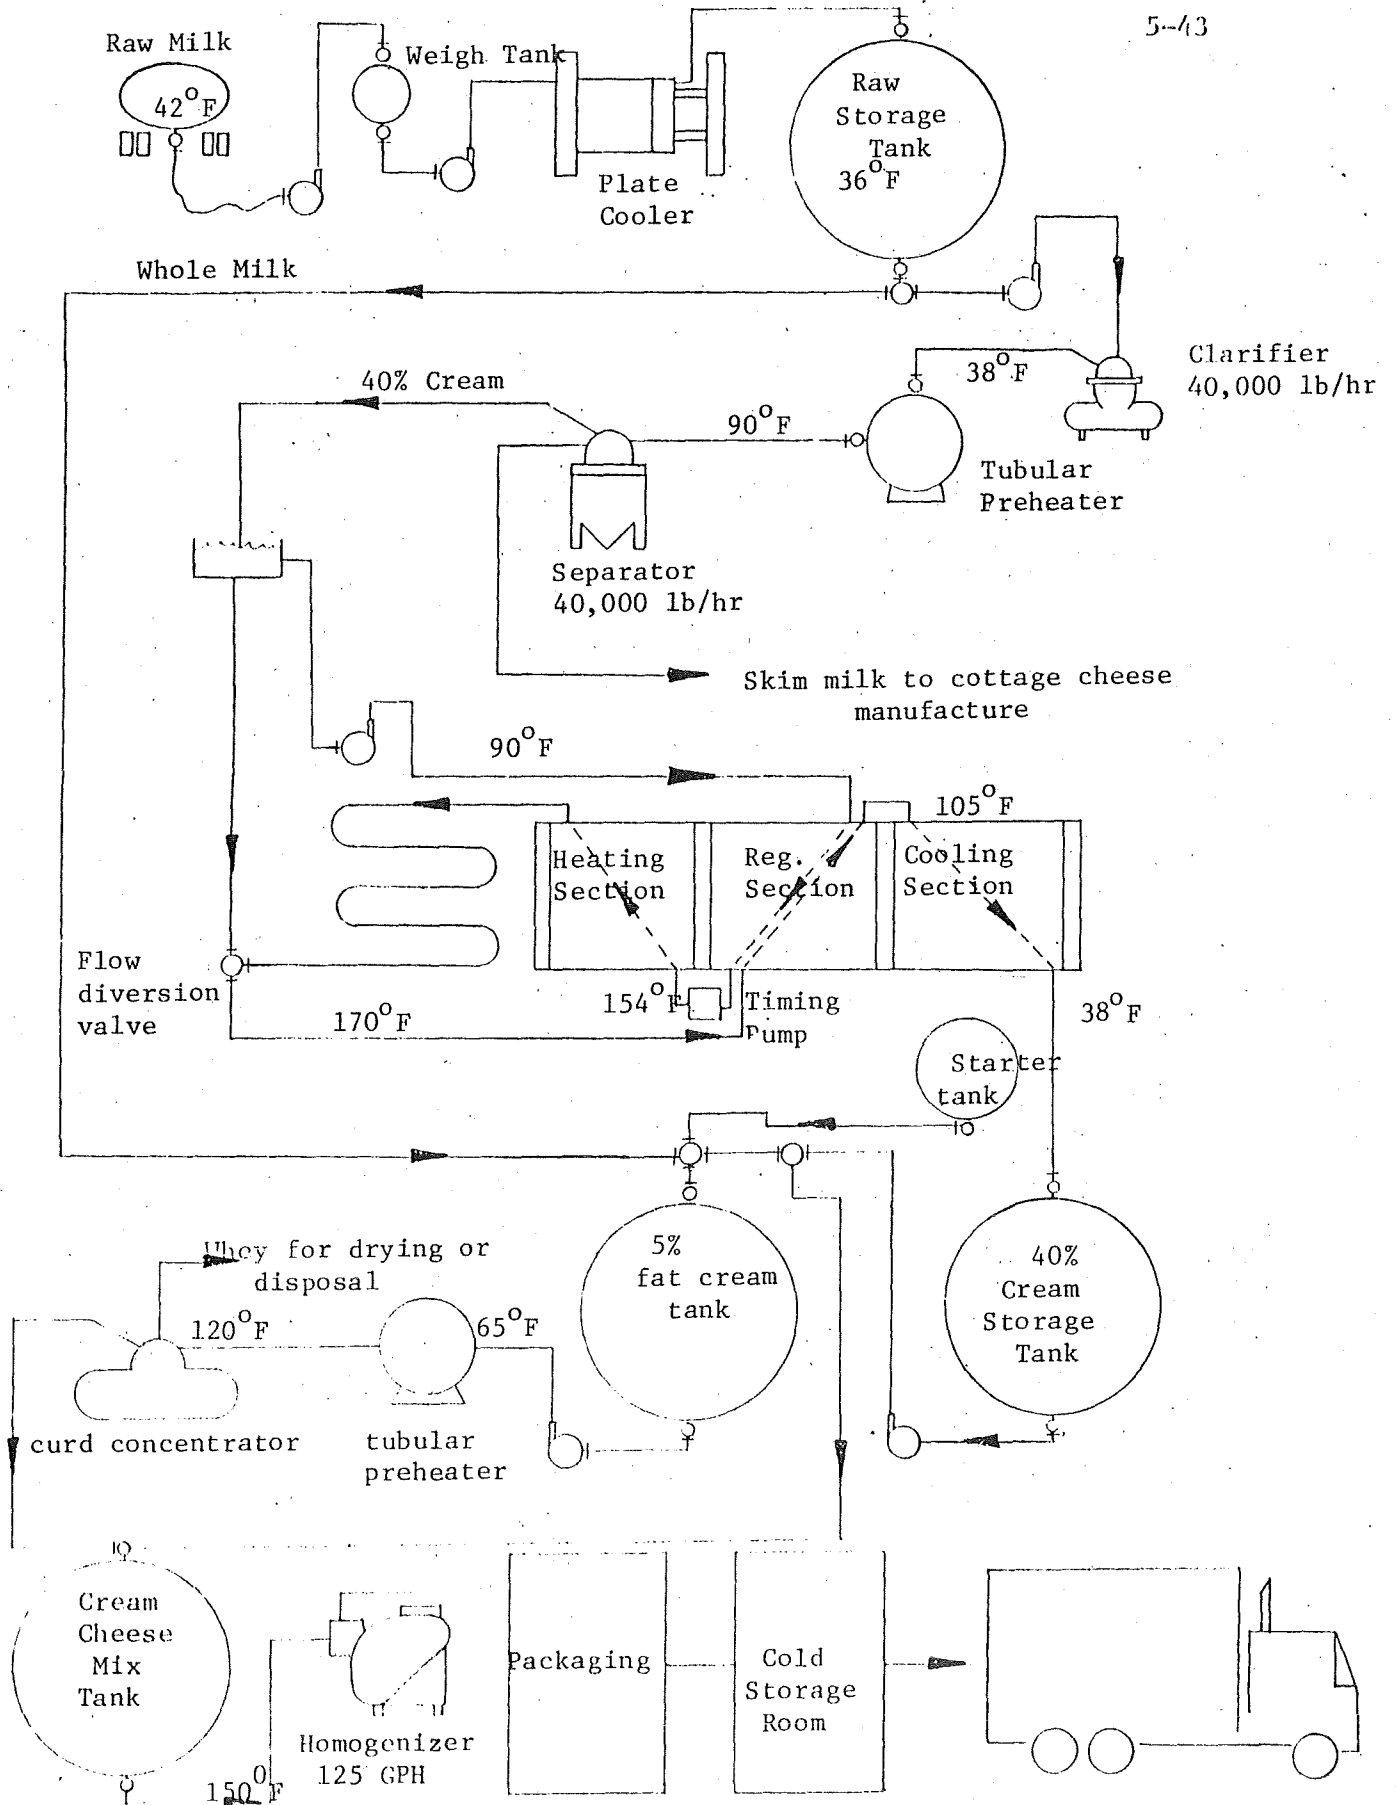 5-43
Raw Milk
42°F
Weigh Tank
Plate
Cooler
Raw
Storage
Tank
36°F
Whole Milk
Clarifier
40,000 lb/hr
38°F
40% Cream
90°F
Tubular
Preheater
Separator
40,000 lb/hr
Skim milk to cottage cheese
manufacture
90°F
105°F
Heating
Section
Reg.
Section
Cooling
Section
Flow
diversion
valve
154°F
Timing
Pump
170°F
38°F
Starter
tank
5%
fat cream
tank
40%
Cream
Storage
Tank
Whey for drying or
disposal
120°F
65°F
curd concentrator
tubular
preheater
Cream
Cheese
Mix
Tank
Homogenizer
125 GPH
150°F
Packaging
Cold
Storage
Room